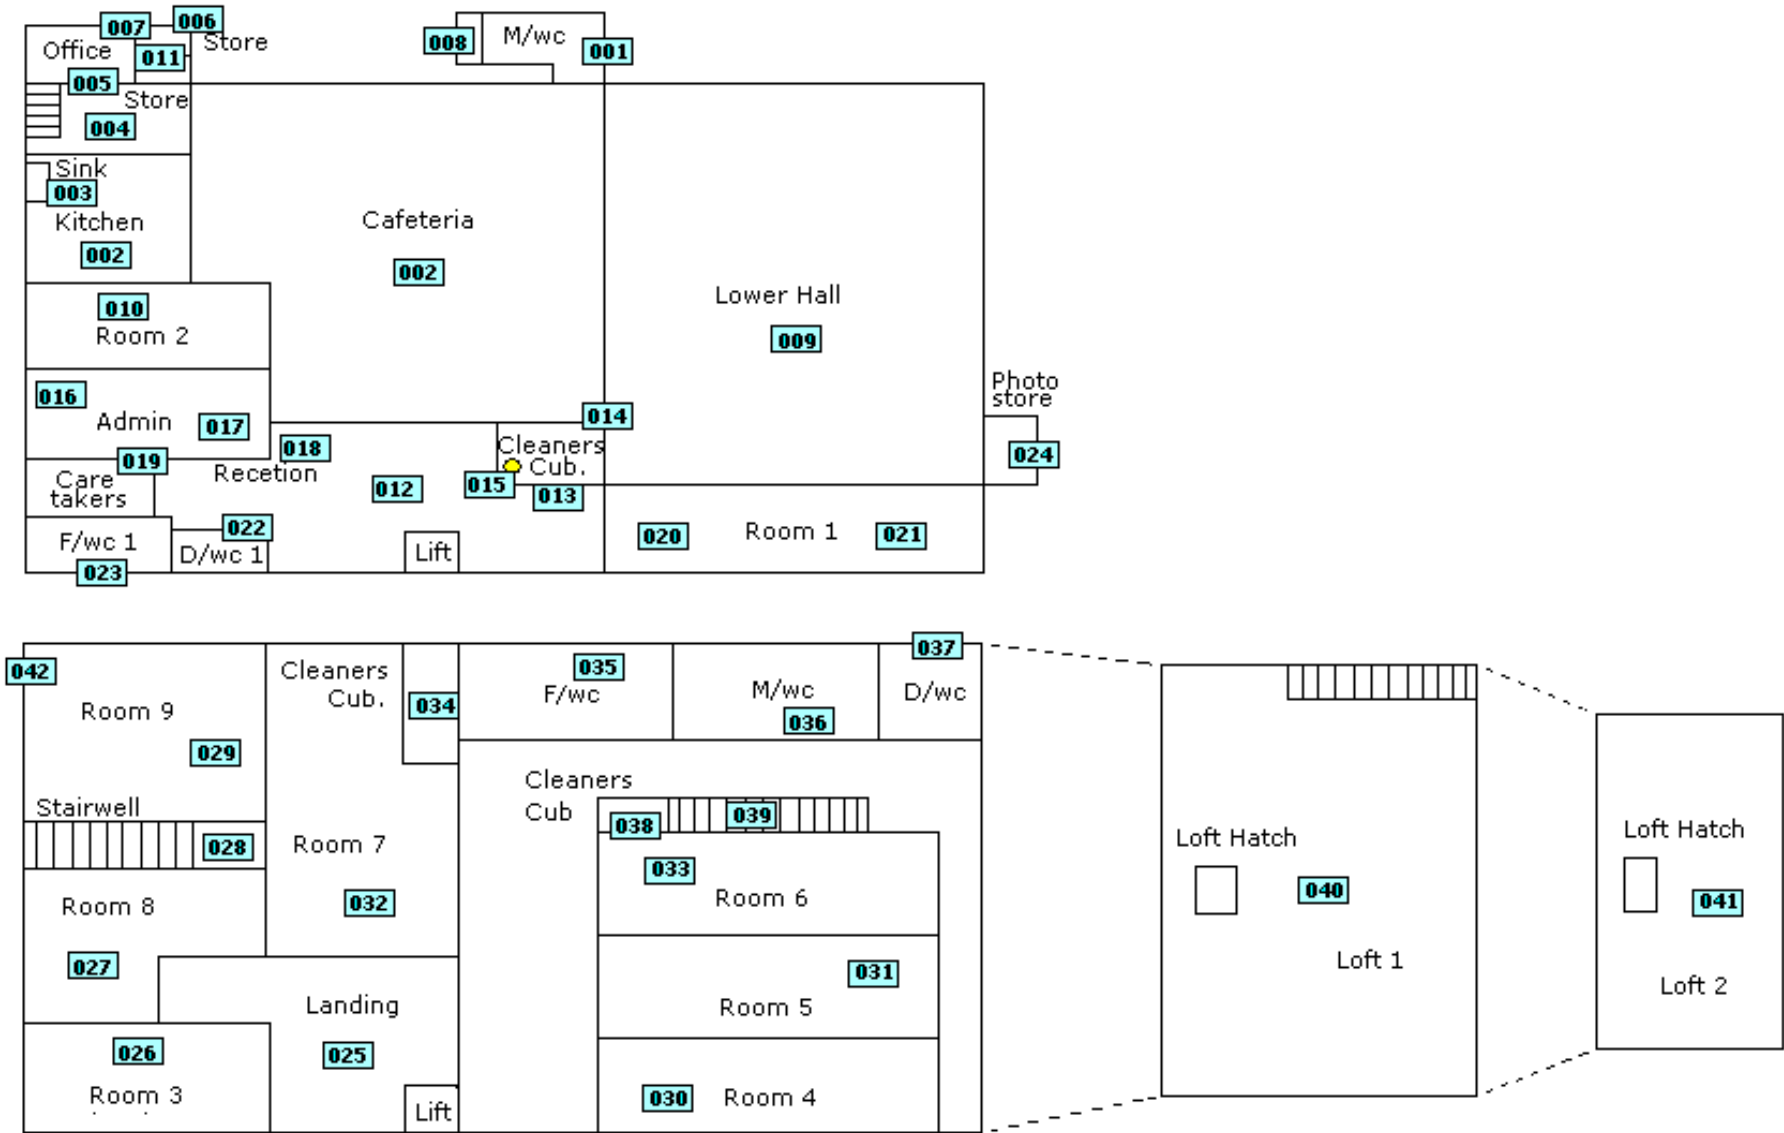 007
006
Office
011
Store
008
M/wc
001
005
Store
004
Sink
003
Kitchen
002
Cafeteria
002
010
Room 2
Lower Hall
009
016
Admin
017
014
Photo
store
024
018
Cleaners
Cub.
019
Recetion
012
015
013
Care
takers
022
F/wc 1
D/wc 1
023
Lift
020
Room 1
021
042
Room 9
029
Cleaners
Cub.
034
035
F/wc
M/wc
036
037
D/wc
Stairwell
028
Room 7
032
Cleaners
Cub
038
039
033
Room 6
Room 8
027
031
Room 5
Landing
025
026
Room 3
Lift
030
Room 4
Loft Hatch
040
Loft 1
Loft Hatch
041
Loft 2